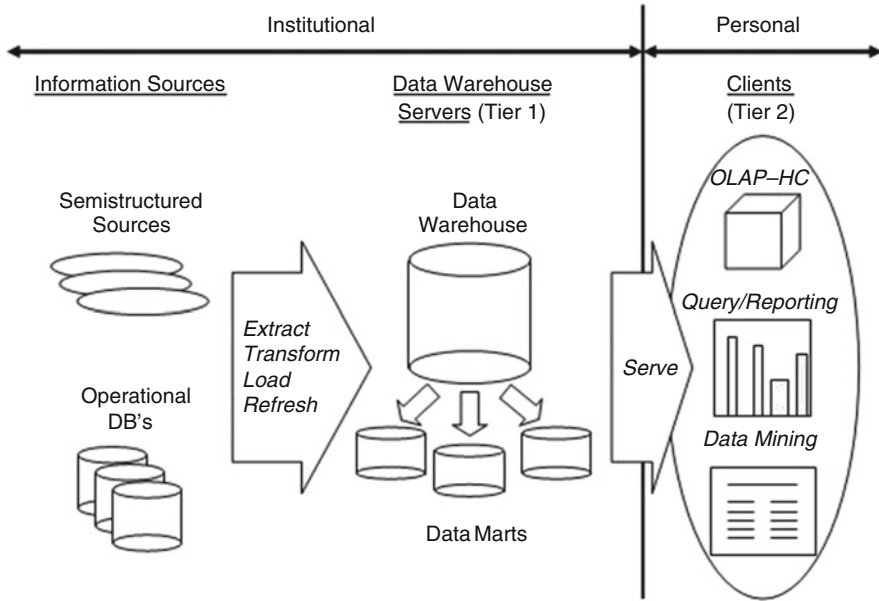 Institutional
Personal
Information Sources
Data Warehouse
Servers (Tier 1)
Clients
(Tier 2)
Semistructured
Sources
Operational
DB's
Extract
Transform
Load
Refresh
Data
Warehouse
Data Marts
Serve
OLAP–HC
Query/Reporting
Data Mining